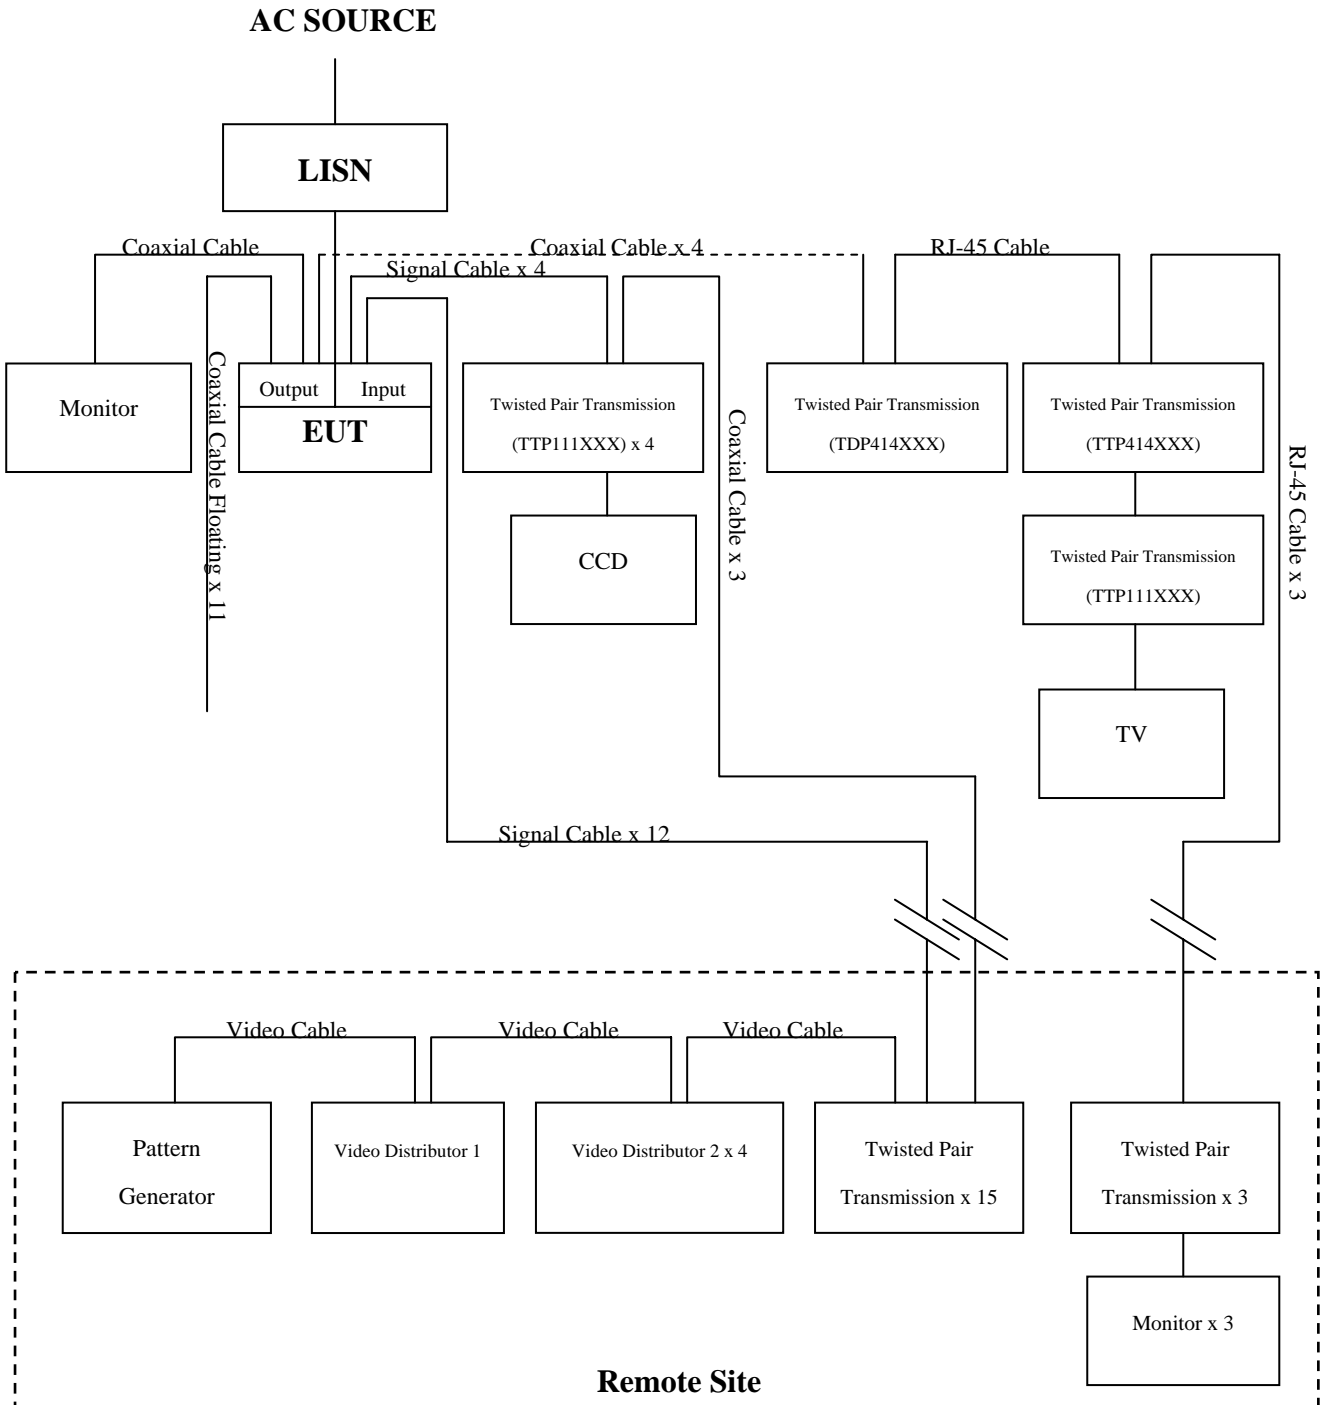 AC SOURCE
LISN
Coaxial Cable
Coaxial Cable x 4
RJ-45 Cable
Signal Cable x 4
Monitor
Coaxial Cable Floating x 11
Output
Input
EUT
Twisted Pair Transmission
(TTP111XXX) x 4
Coaxial Cable x 3
Twisted Pair Transmission
(TDP414XXX)
Twisted Pair Transmission
(TTP414XXX)
RJ-45 Cable x 3
CCD
Twisted Pair Transmission
(TTP111XXX)
TV
Signal Cable x 12
Video Cable
Video Cable
Video Cable
Pattern
Generator
Video Distributor 1
Video Distributor 2 x 4
Twisted Pair
Transmission x 15
Twisted Pair
Transmission x 3
Monitor x 3
Remote Site